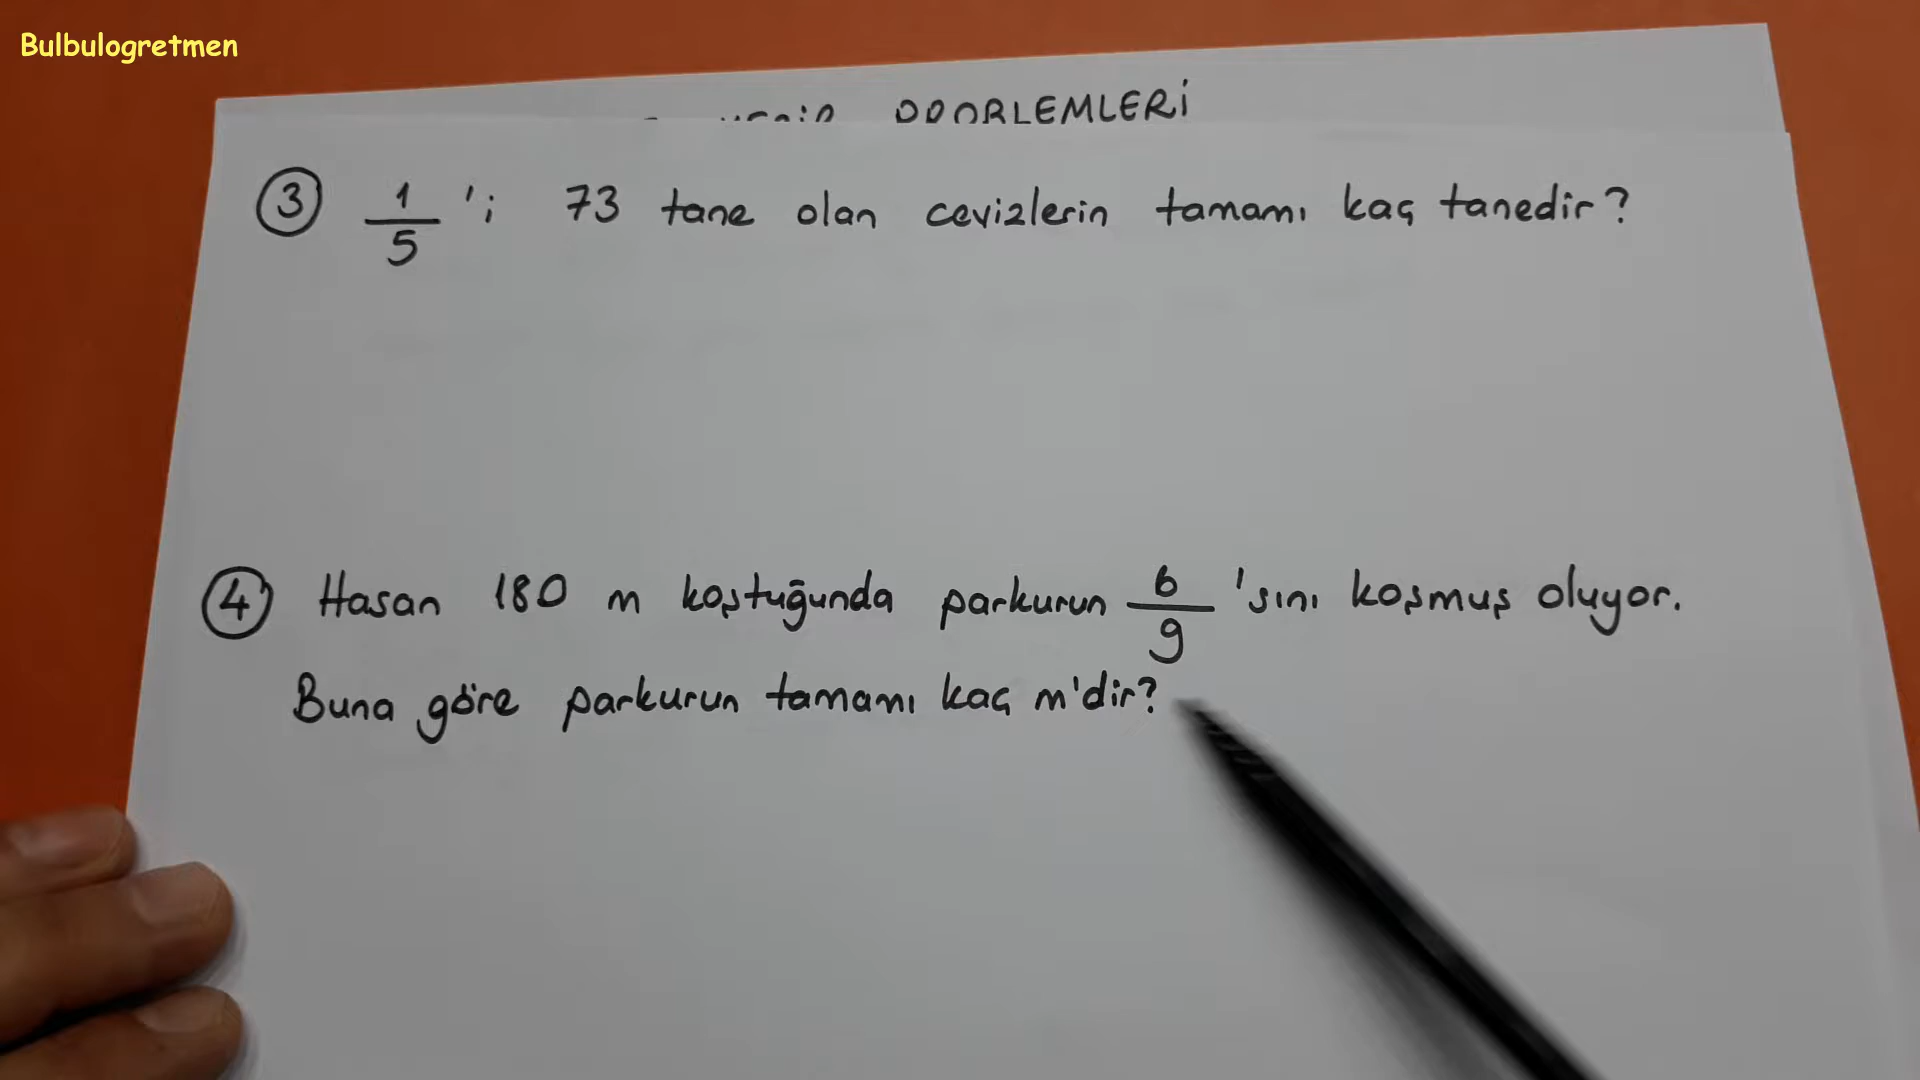 Bulbulogretmen
PROBLEMLERİ
3 1/5 'i 73 tane olan cevizlerin tamamı kaç tanedir?
4 Hasan 180 m koştuğunda parkurun 6/9 'sını koşmuş oluyor.
Buna göre parkurun tamamı kaç m'dir?